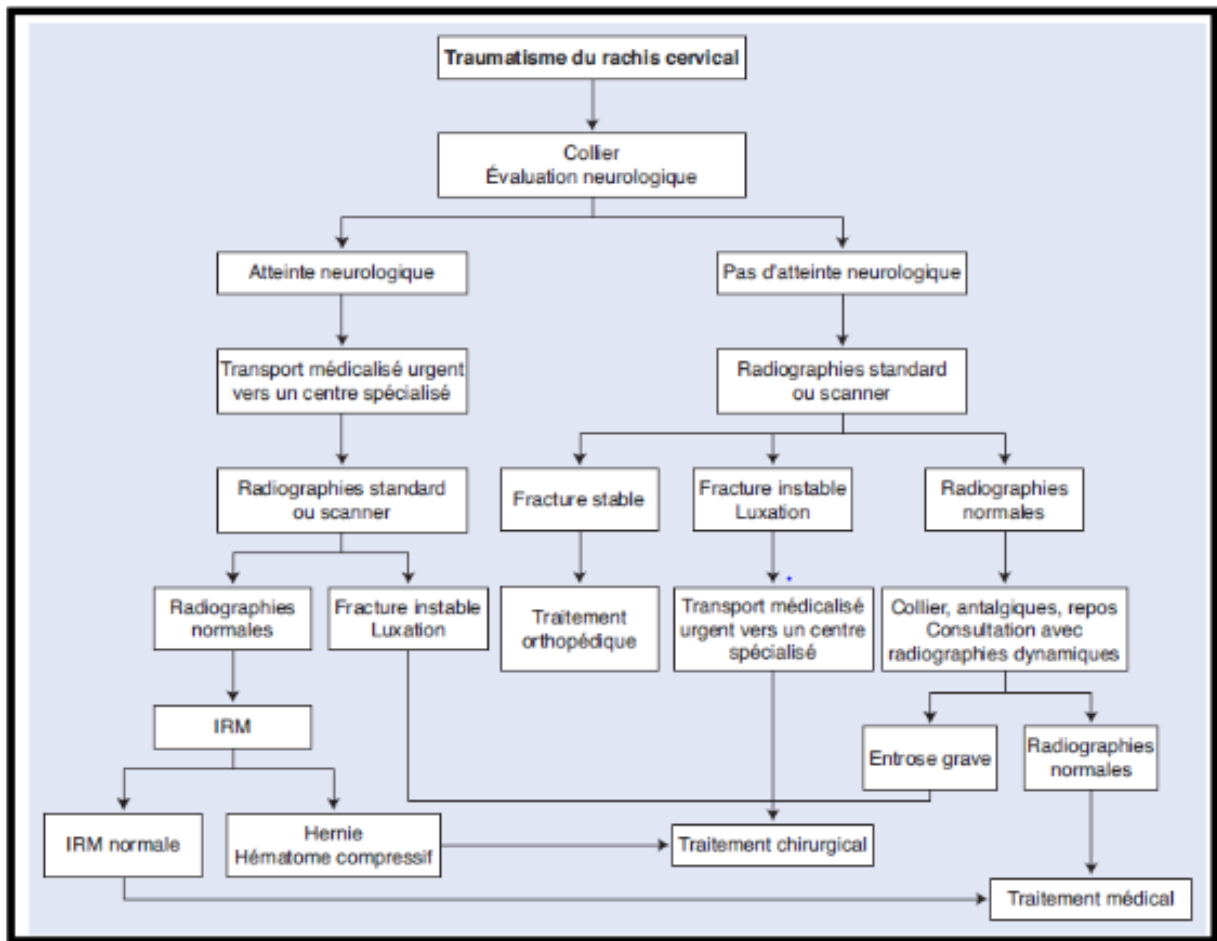 Traumatisme du rachis cervical
Collier
Évaluation neurologique
Atteinte neurologique
Pas d'atteinte neurologique
Transport médicalisé urgent
vers un centre spécialisé
Radiographies standard
ou scanner
Radiographies standard
ou scanner
Fracture stable
Fracture instable
Luxation
Radiographies
normales
Radiographies
normales
Fracture instable
Luxation
Traitement
orthopédique
Transport médicalisé
urgent vers un centre
spécialisé
Collier, antalgiques, repos
Consultation avec
radiographies dynamiques
IRM
Entrose grave
Radiographies
normales
IRM normale
Hernie
Hématome compressif
Traitement chirurgical
Traitement médical